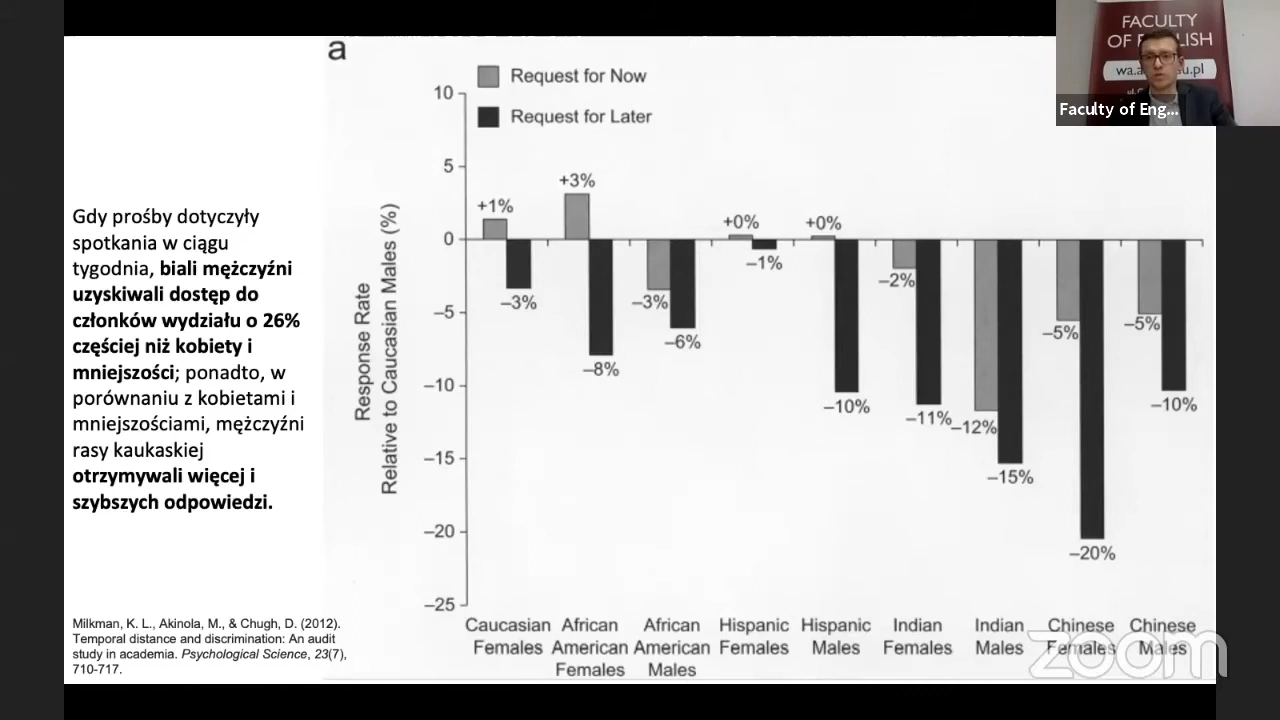 a
Request for Now
Request for Later
Response Rate
Relative to Caucasian Males (%)
10
5
0
–5
–10
–15
–20
–25
+1%
–3%
+3%
–8%
–3%
–6%
+0%
–1%
+0%
–10%
–2%
–11%
–12%
–15%
–5%
–20%
–5%
–10%
Caucasian
Females
African
American
Females
African
American
Males
Hispanic
Females
Hispanic
Males
Indian
Females
Indian
Males
Chinese
Females
Chinese
Males
Gdy prośby dotyczyły
spotkania w ciągu
tygodnia, biali mężczyźni
uzyskiwali dostęp do
członków wydziału o 26%
częściej niż kobiety i
mniejszości; ponadto, w
porównaniu z kobietami i
mniejszościami, mężczyźni
rasy kaukaskiej
otrzymywali więcej i
szybszych odpowiedzi.
Milkman, K. L., Akinola, M., & Chugh, D. (2012).
Temporal distance and discrimination: An audit
study in academia. Psychological Science, 23(7),
710-717.
FACULTY
OF
Faculty of Eng...
zoom